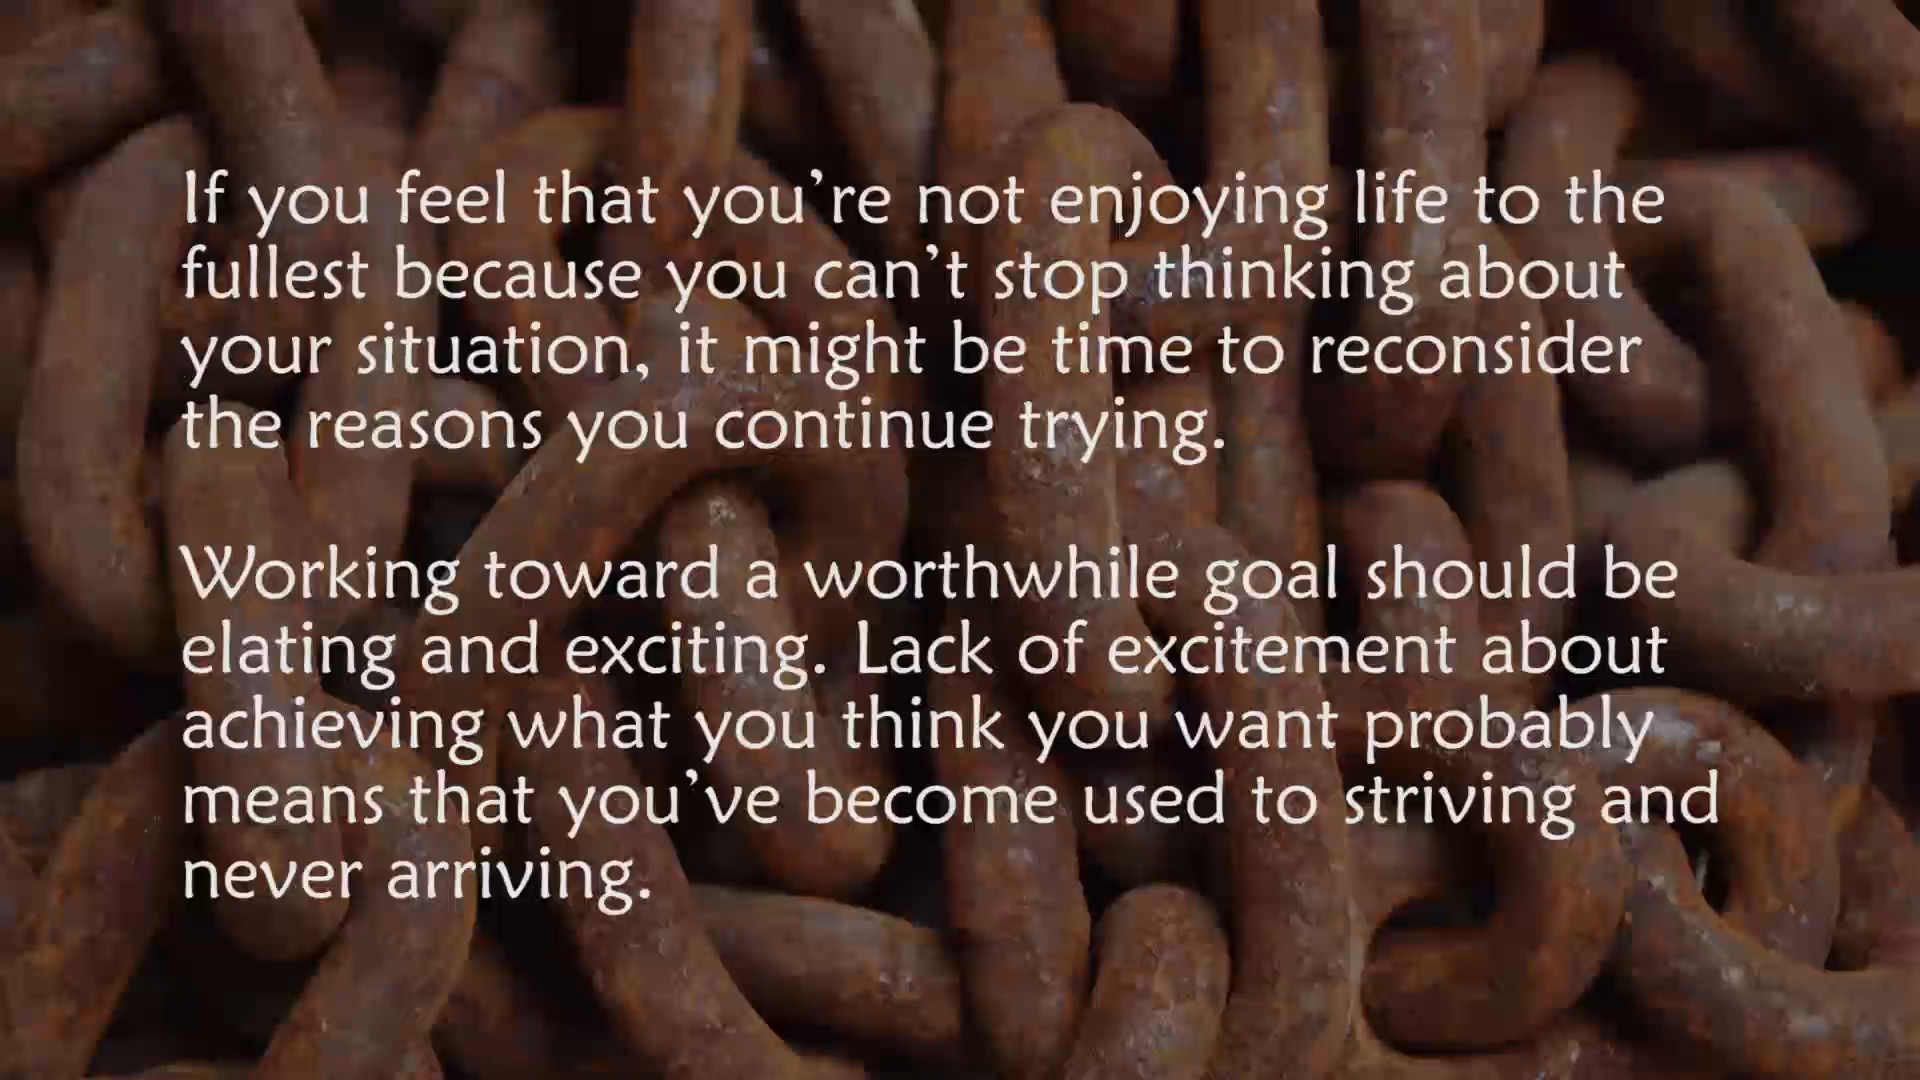 If you feel that you’re not enjoying life to the
fullest because you can’t stop thinking about
your situation, it might be time to reconsider
the reasons you continue trying.
Working toward a worthwhile goal should be
elating and exciting. Lack of excitement about
achieving what you think you want probably
means that you’ve become used to striving and
never arriving.